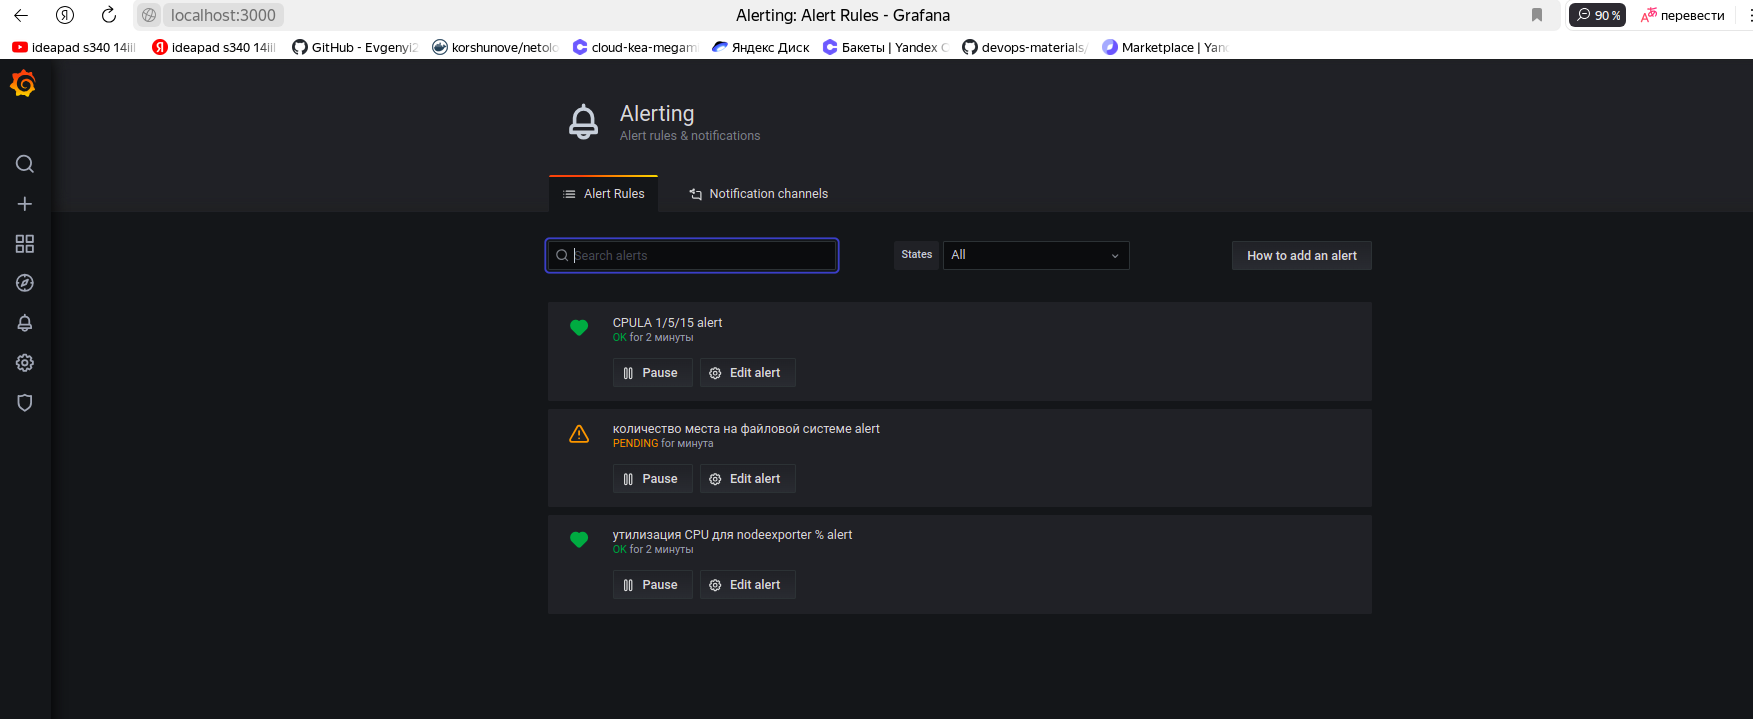 localhost:3000
Alerting: Alert Rules - Grafana
90 %
перевести
ideapad s340 14iil
ideapad s340 14iil
GitHub - Evgenyi2
korshunove/netolo
cloud-kea-megam
Яндекс Диск
Бакеты | Yandex C
devops-materials/
Marketplace | Yan
Alerting
Alert rules & notifications
Alert Rules
Notification channels
Search alerts
States
All
How to add an alert
CPULA 1/5/15 alert
OK for 2 минуты
Pause
Edit alert
количество места на файловой системе alert
PENDING for минута
Pause
Edit alert
утилизация CPU для nodeexporter % alert
OK for 2 минуты
Pause
Edit alert